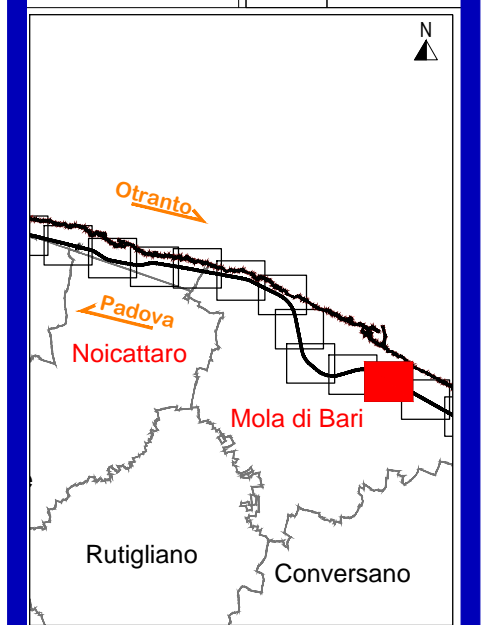 N
Otranto
Padova
Noicattaro
Mola di Bari
Rutigliano
Conversano